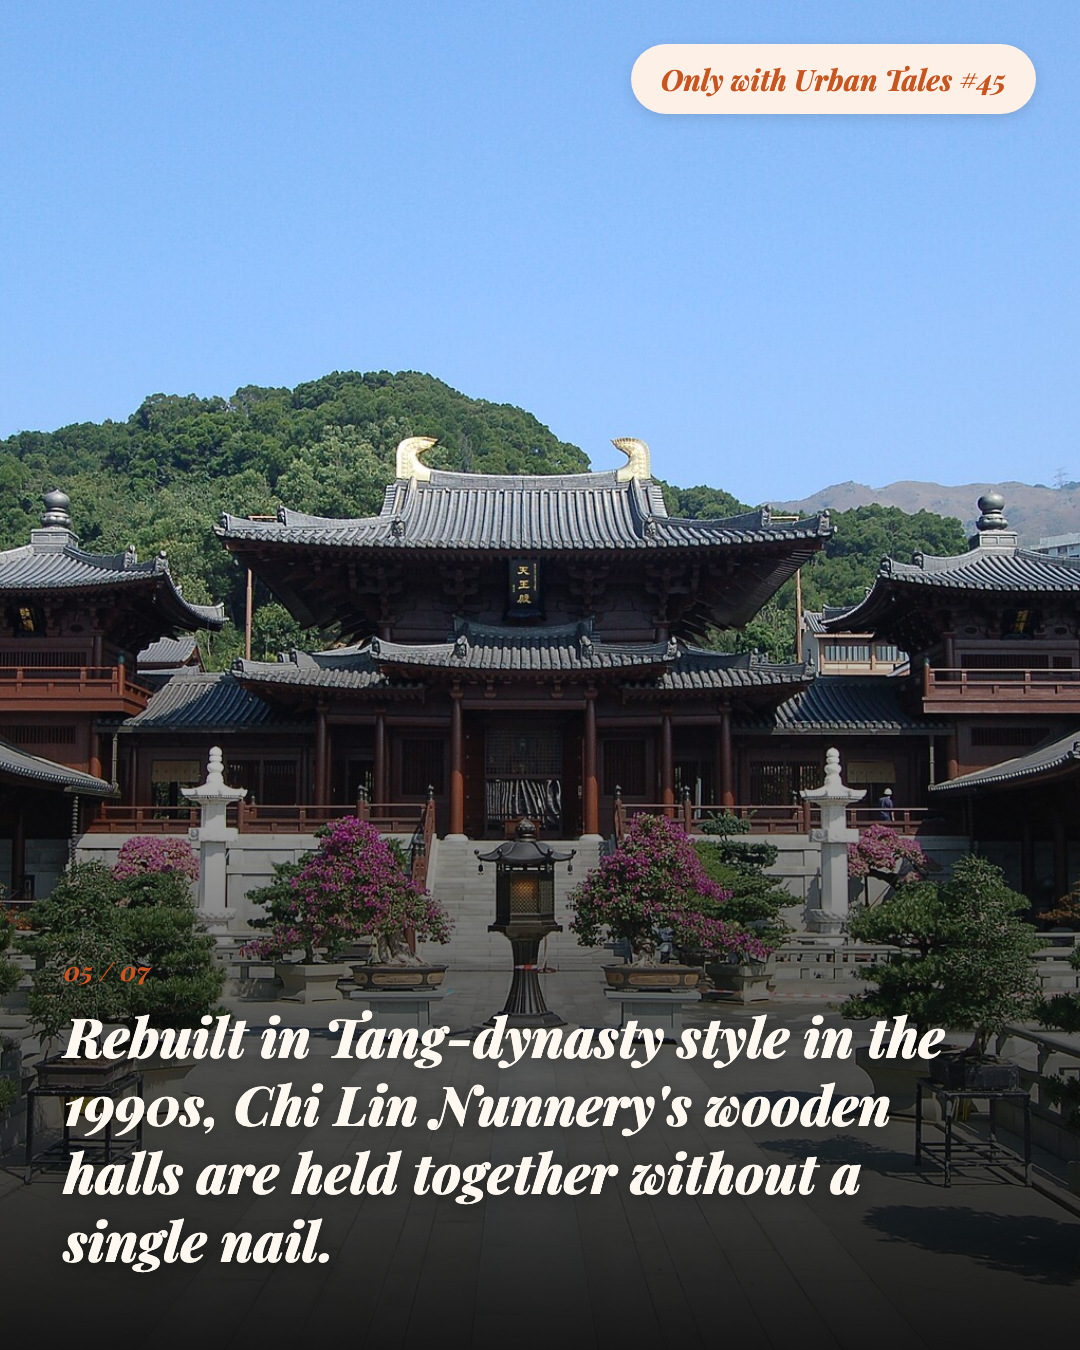 Only with Urban Tales #45
天王殿
05 / 07
Rebuilt in Tang-dynasty style in the
1990s, Chi Lin Nunnery's wooden
halls are held together without a
single nail.